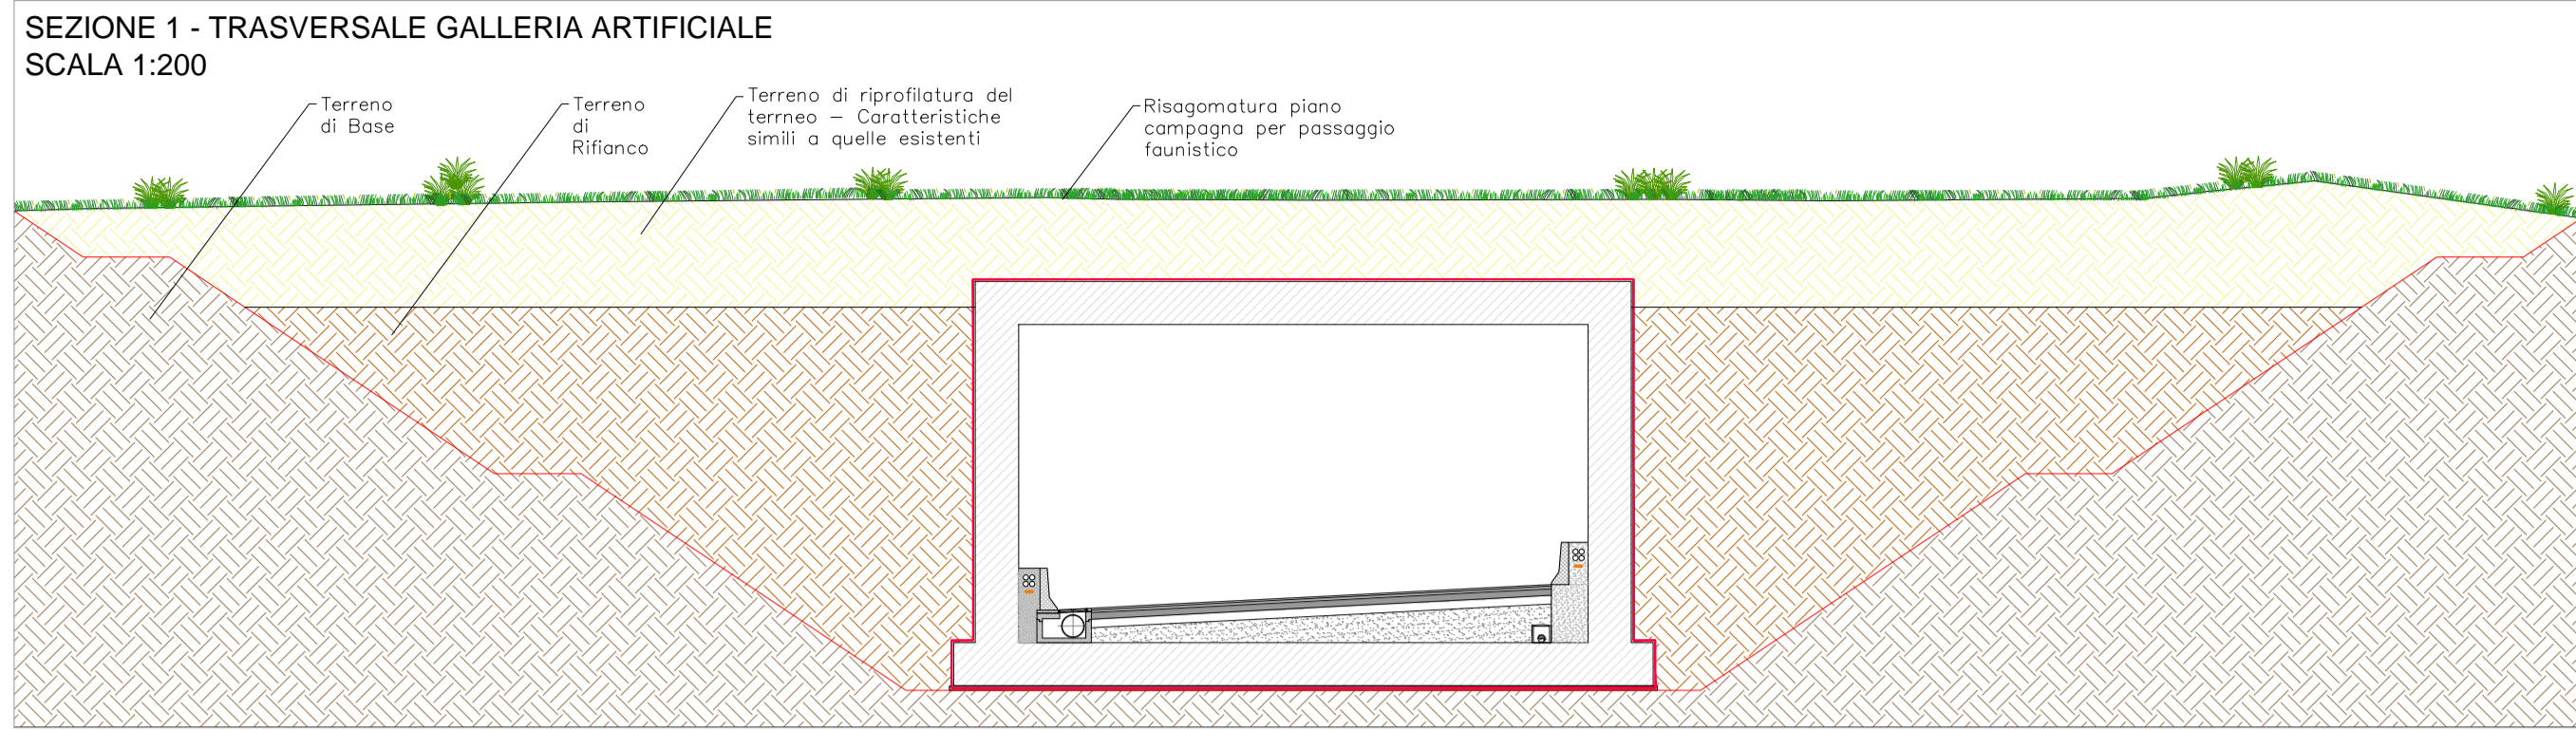 SEZIONE 1 - TRASVERSALE GALLERIA ARTIFICIALE
SCALA 1:200
Terreno
di Base
Terreno
di
Rifianco
Terreno di riprofilatura del
terrneo – Caratteristiche
simili a quelle esistenti
Risagomatura piano
campagna per passaggio
faunistico